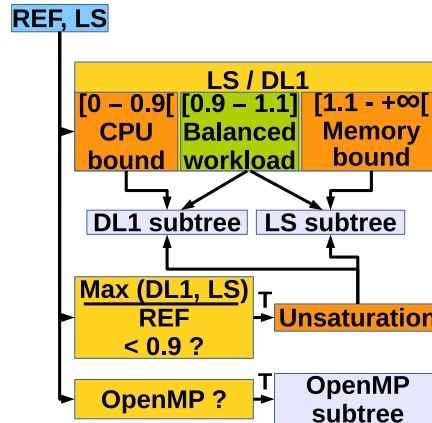 REF, LS
LS / DL1
[0 – 0.9[
CPU
bound
[0.9 – 1.1]
Balanced
workload
[1.1 - +∞[
Memory
bound
DL1 subtree
LS subtree
Max (DL1, LS)
REF
< 0.9 ?
T
Unsaturation
OpenMP ?
T
OpenMP
subtree